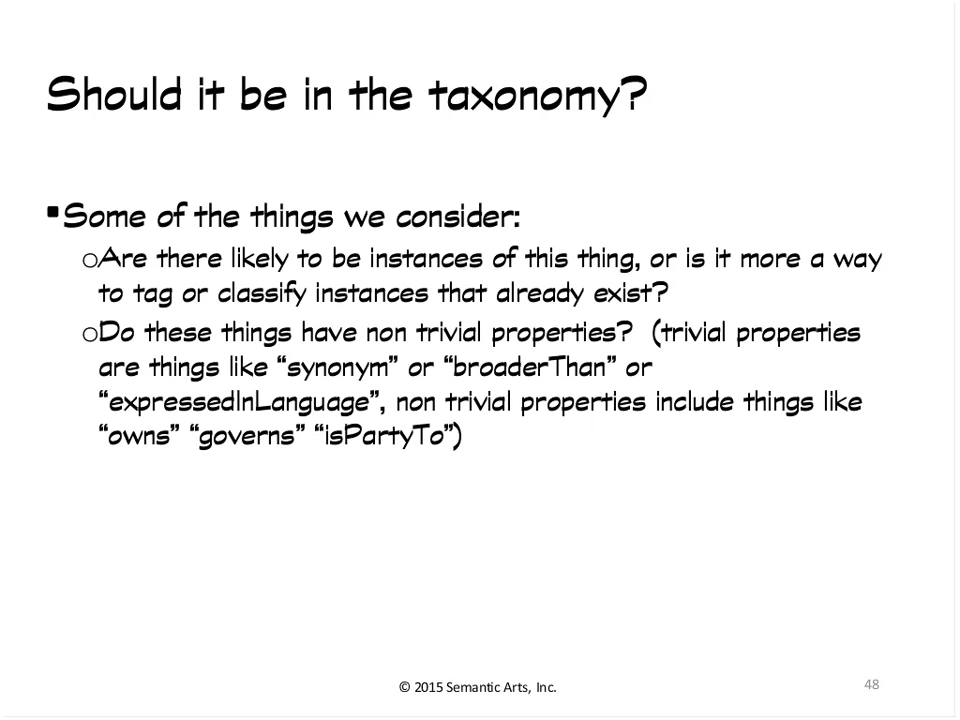 Should it be in the taxonomy?
▪Some of the things we consider:
oAre there likely to be instances of this thing, or is it more a way
to tag or classify instances that already exist?
oDo these things have non trivial properties?  (trivial properties
are things like “synonym” or “broaderThan” or
“expressedInLanguage”, non trivial properties include things like
“owns” “governs” “isPartyTo”)
© 2015 Semantic Arts, Inc.
48